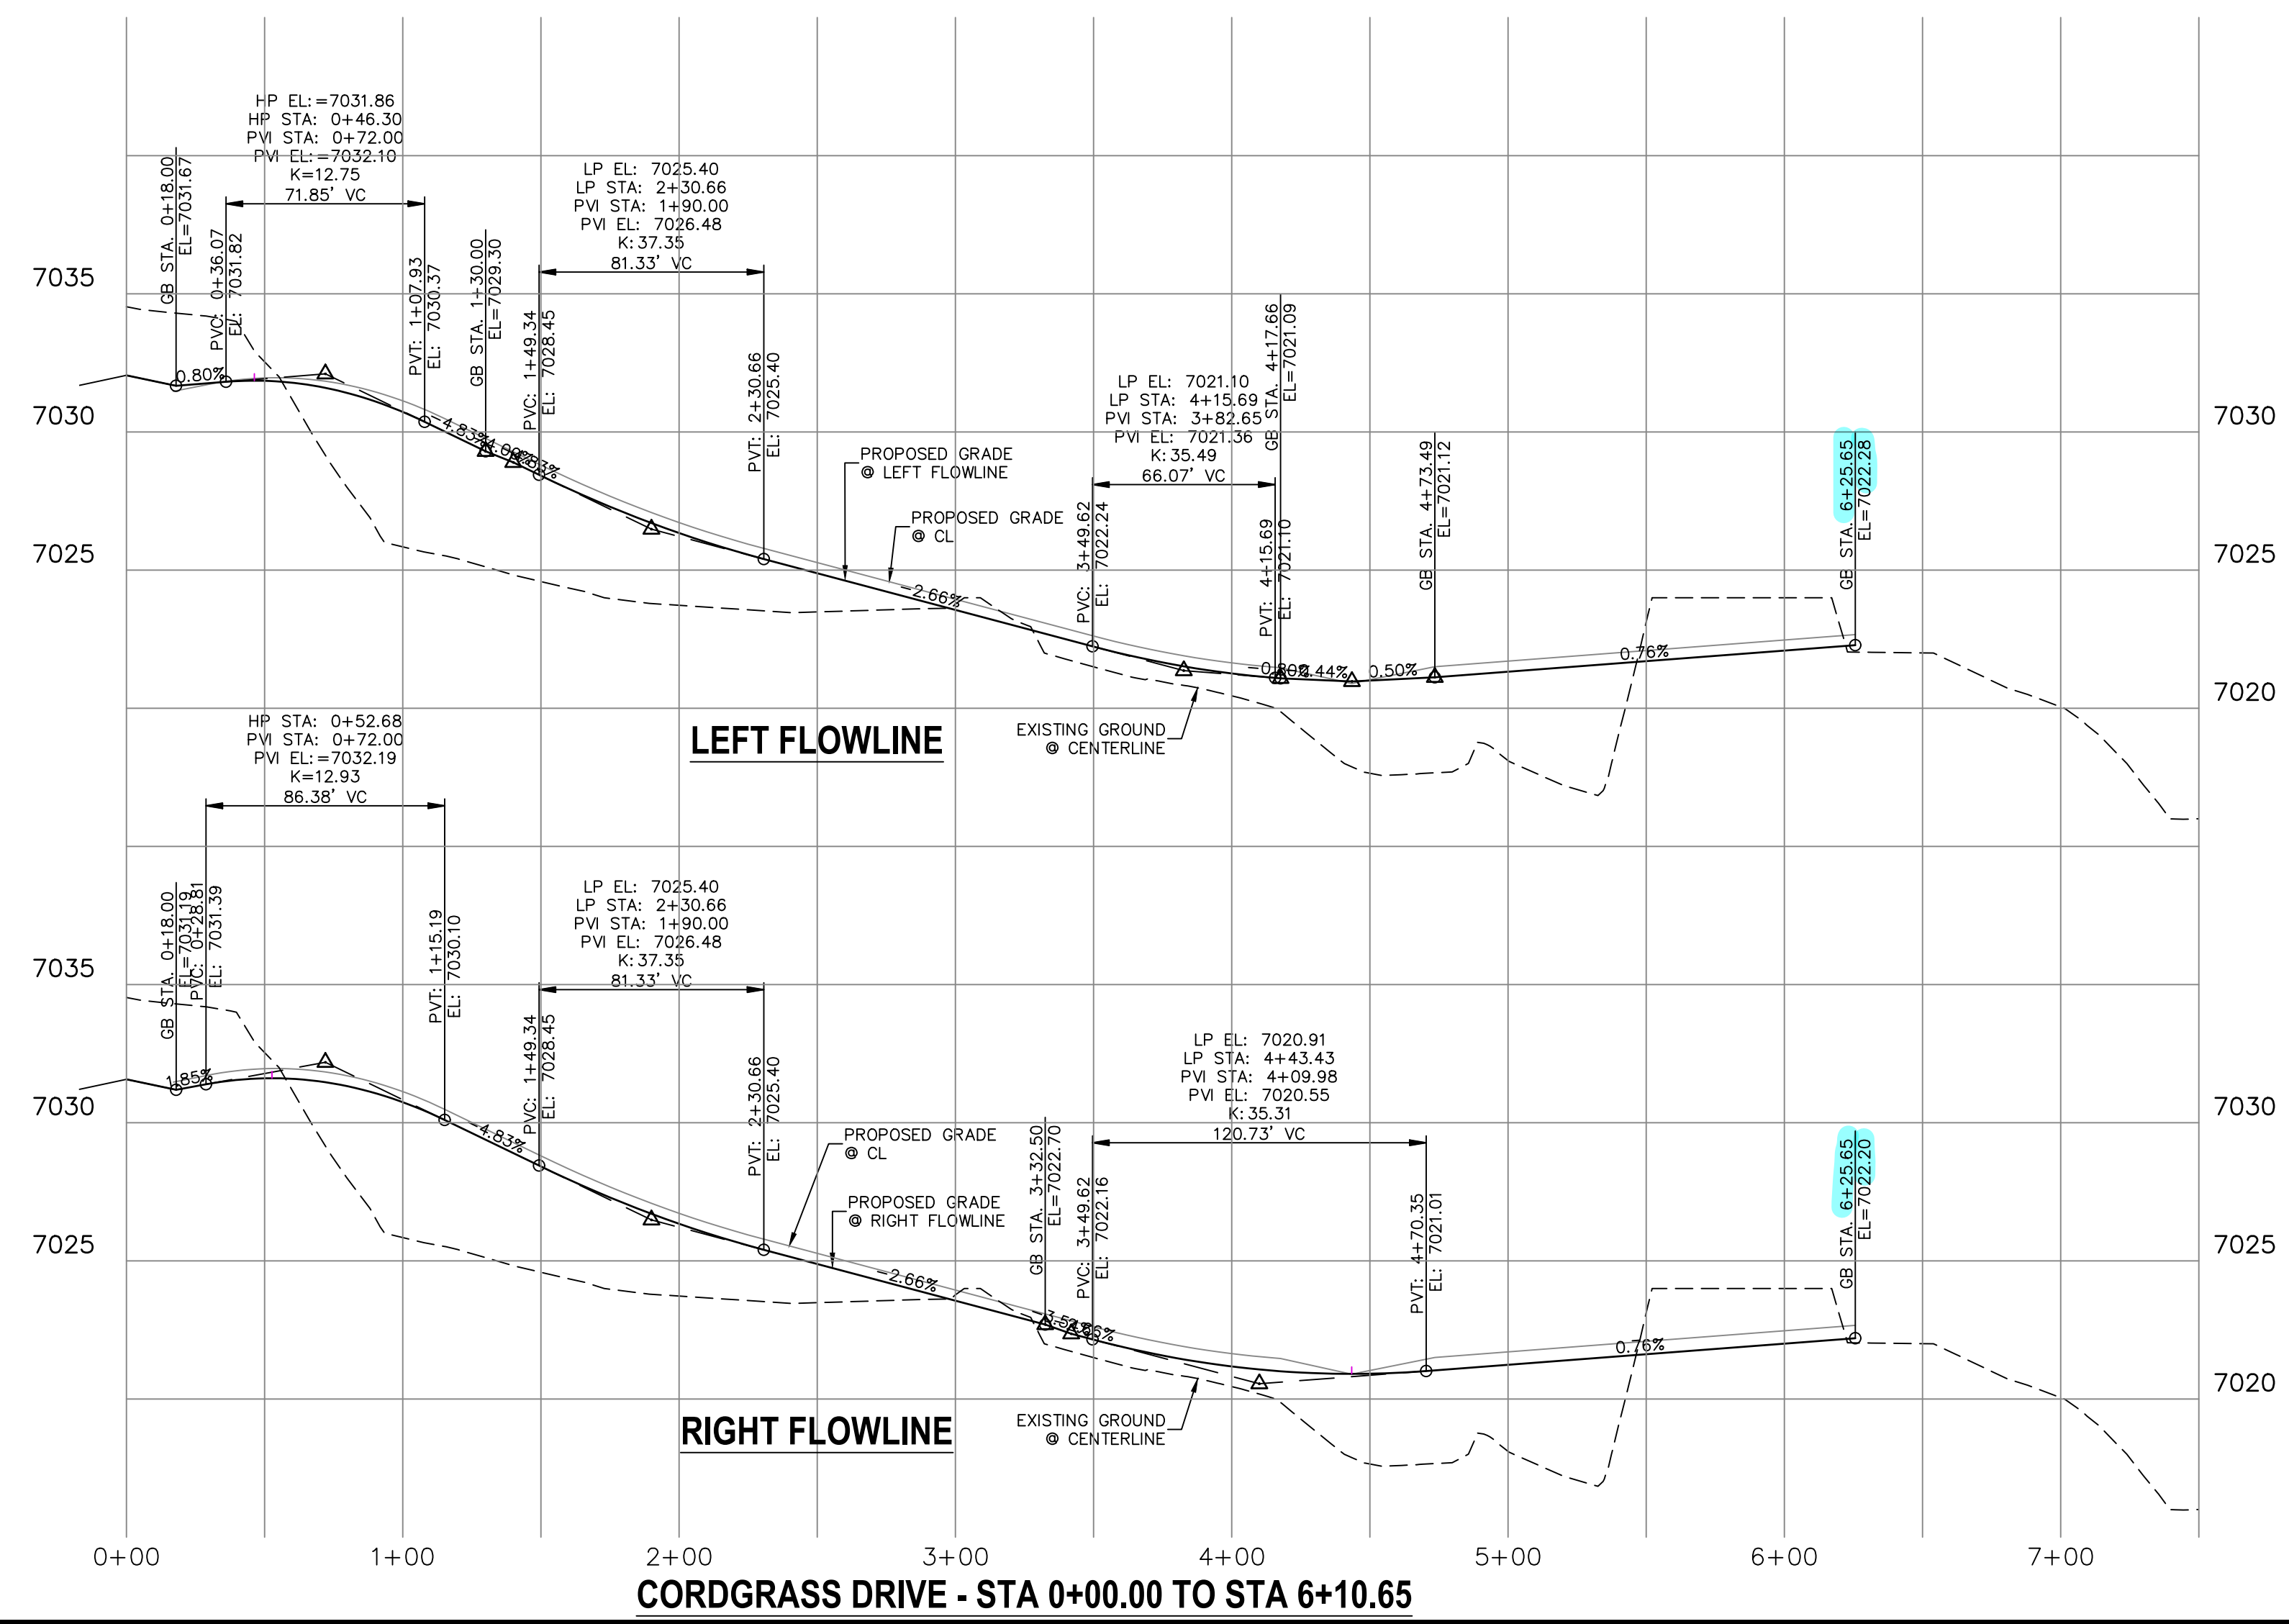 HP EL:=7031.86
HP STA: 0+46.30
PVI STA: 0+72.00
PVI EL:=7032.10
K=12.75
71.85' VC
GB STA. 0+18.00
EL=7031.67
PVC: 0+36.07
EL: 7031.82
PVT: 1+07.93
EL: 7030.37
GB STA. 1+30.00
EL=7029.30
LP EL: 7025.40
LP STA: 2+30.66
PVI STA: 1+90.00
PVI EL: 7026.48
K:37.35
81.33' VC
PVC: 1+49.34
EL: 7028.45
PVT: 2+30.66
EL: 7025.40
LP EL: 7021.10
LP STA: 4+15.69
PVI STA: 3+82.65
PVI EL: 7021.36
K:35.49
66.07' VC
PVC: 3+49.62
EL: 7022.24
PVT: 4+15.69
EL: 7021.10
GB STA. 4+17.66
EL=7021.09
GB STA. 4+73.49
EL=7021.12
GB STA. 6+25.65
EL=7022.28
7035
7030
7025
7030
7025
7020
0.80%
-4.83%
-4.00%
-4.83%
-2.66%
0.50%
0.76%
PROPOSED GRADE
@ LEFT FLOWLINE
PROPOSED GRADE
@ CL
EXISTING GROUND
@ CENTERLINE
LEFT FLOWLINE
HP STA: 0+52.68
PVI STA: 0+72.00
PVI EL:=7032.19
K=12.93
86.38' VC
GB STA. 0+18.00
EL=7031.19
PVC: 0+28.81
EL: 7031.39
PVT: 1+15.19
EL: 7030.10
LP EL: 7025.40
LP STA: 2+30.66
PVI STA: 1+90.00
PVI EL: 7026.48
K:37.35
81.33' VC
PVC: 1+49.34
EL: 7028.45
PVT: 2+30.66
EL: 7025.40
GB STA. 3+32.50
EL=7022.70
LP EL: 7020.91
LP STA: 4+43.43
PVI STA: 4+09.98
PVI EL: 7020.55
K:35.31
120.73' VC
PVC: 3+49.62
EL: 7022.16
PVT: 4+70.35
EL: 7021.01
GB STA. 6+25.65
EL=7022.20
7035
7030
7025
7030
7025
7020
1.85%
-4.83%
-2.66%
0.76%
PROPOSED GRADE
@ CL
PROPOSED GRADE
@ RIGHT FLOWLINE
EXISTING GROUND
@ CENTERLINE
RIGHT FLOWLINE
0+00 1+00 2+00 3+00 4+00 5+00 6+00 7+00
CORDGRASS DRIVE - STA 0+00.00 TO STA 6+10.65